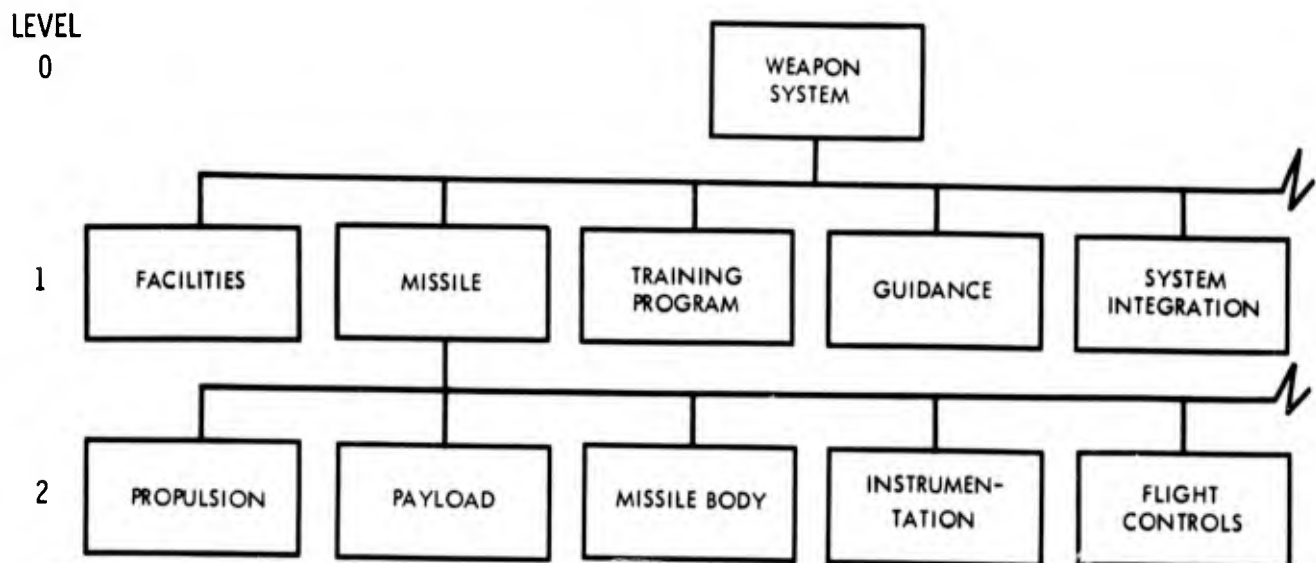 LEVEL
0
WEAPON
SYSTEM
1
FACILITIES
MISSILE
TRAINING
PROGRAM
GUIDANCE
SYSTEM
INTEGRATION
2
PROPULSION
PAYLOAD
MISSILE BODY
INSTRUMEN-
TATION
FLIGHT
CONTROLS